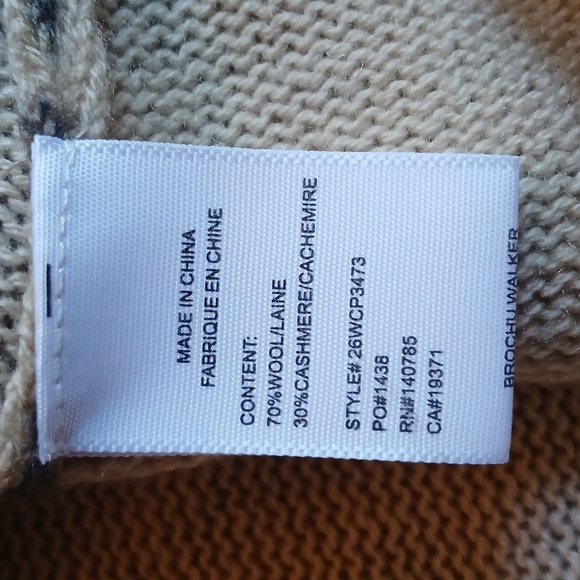 MADE IN CHINA
FABRIQUE EN CHINE
CONTENT:
70%WOOL/LAINE
30%CASHMERE/CACHEMIRE
STYLE# 26WCP3473
PO#1438
RN#140785
CA#19371
BROCHU WALKER